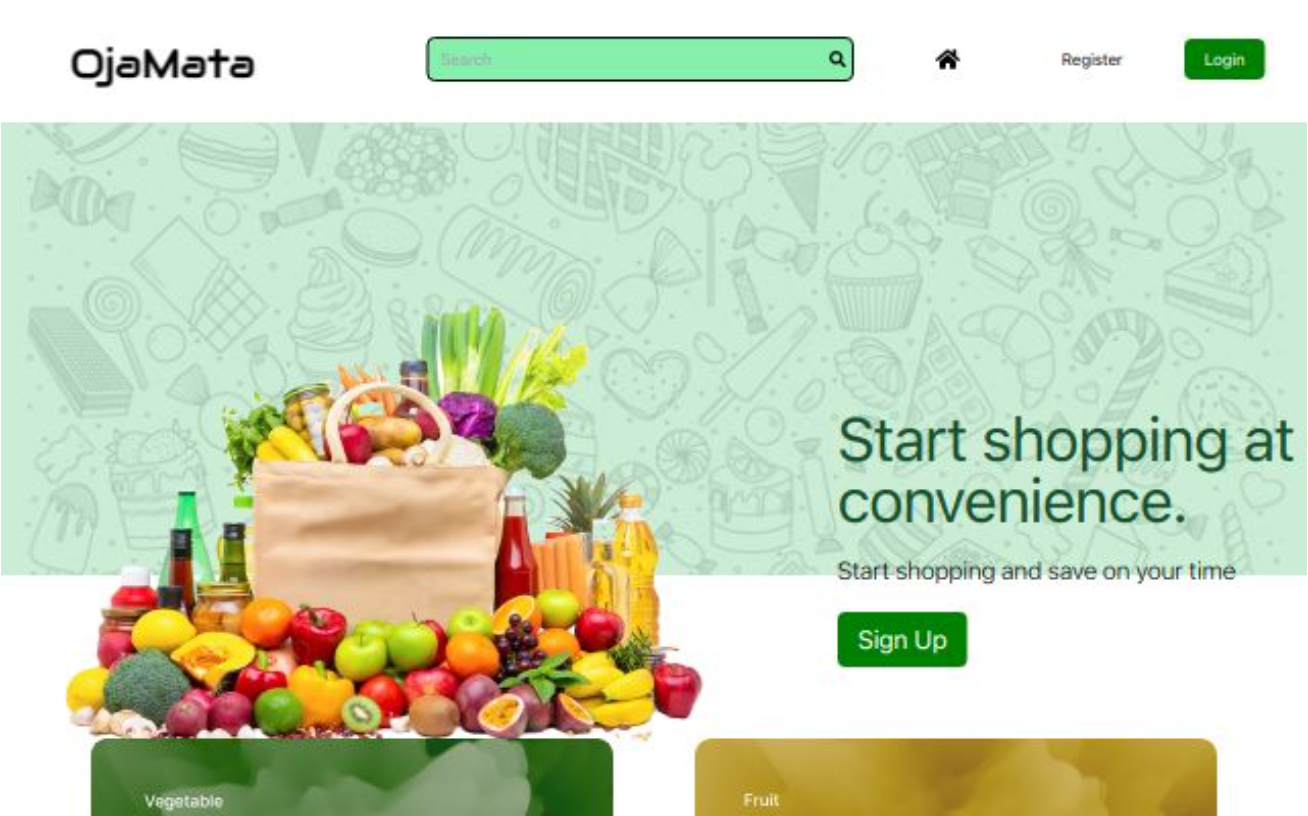 OjaMata
Search
Register
Login
Start shopping at
convenience.
Start shopping and save on your time
Sign Up
Vegetable
Fruit